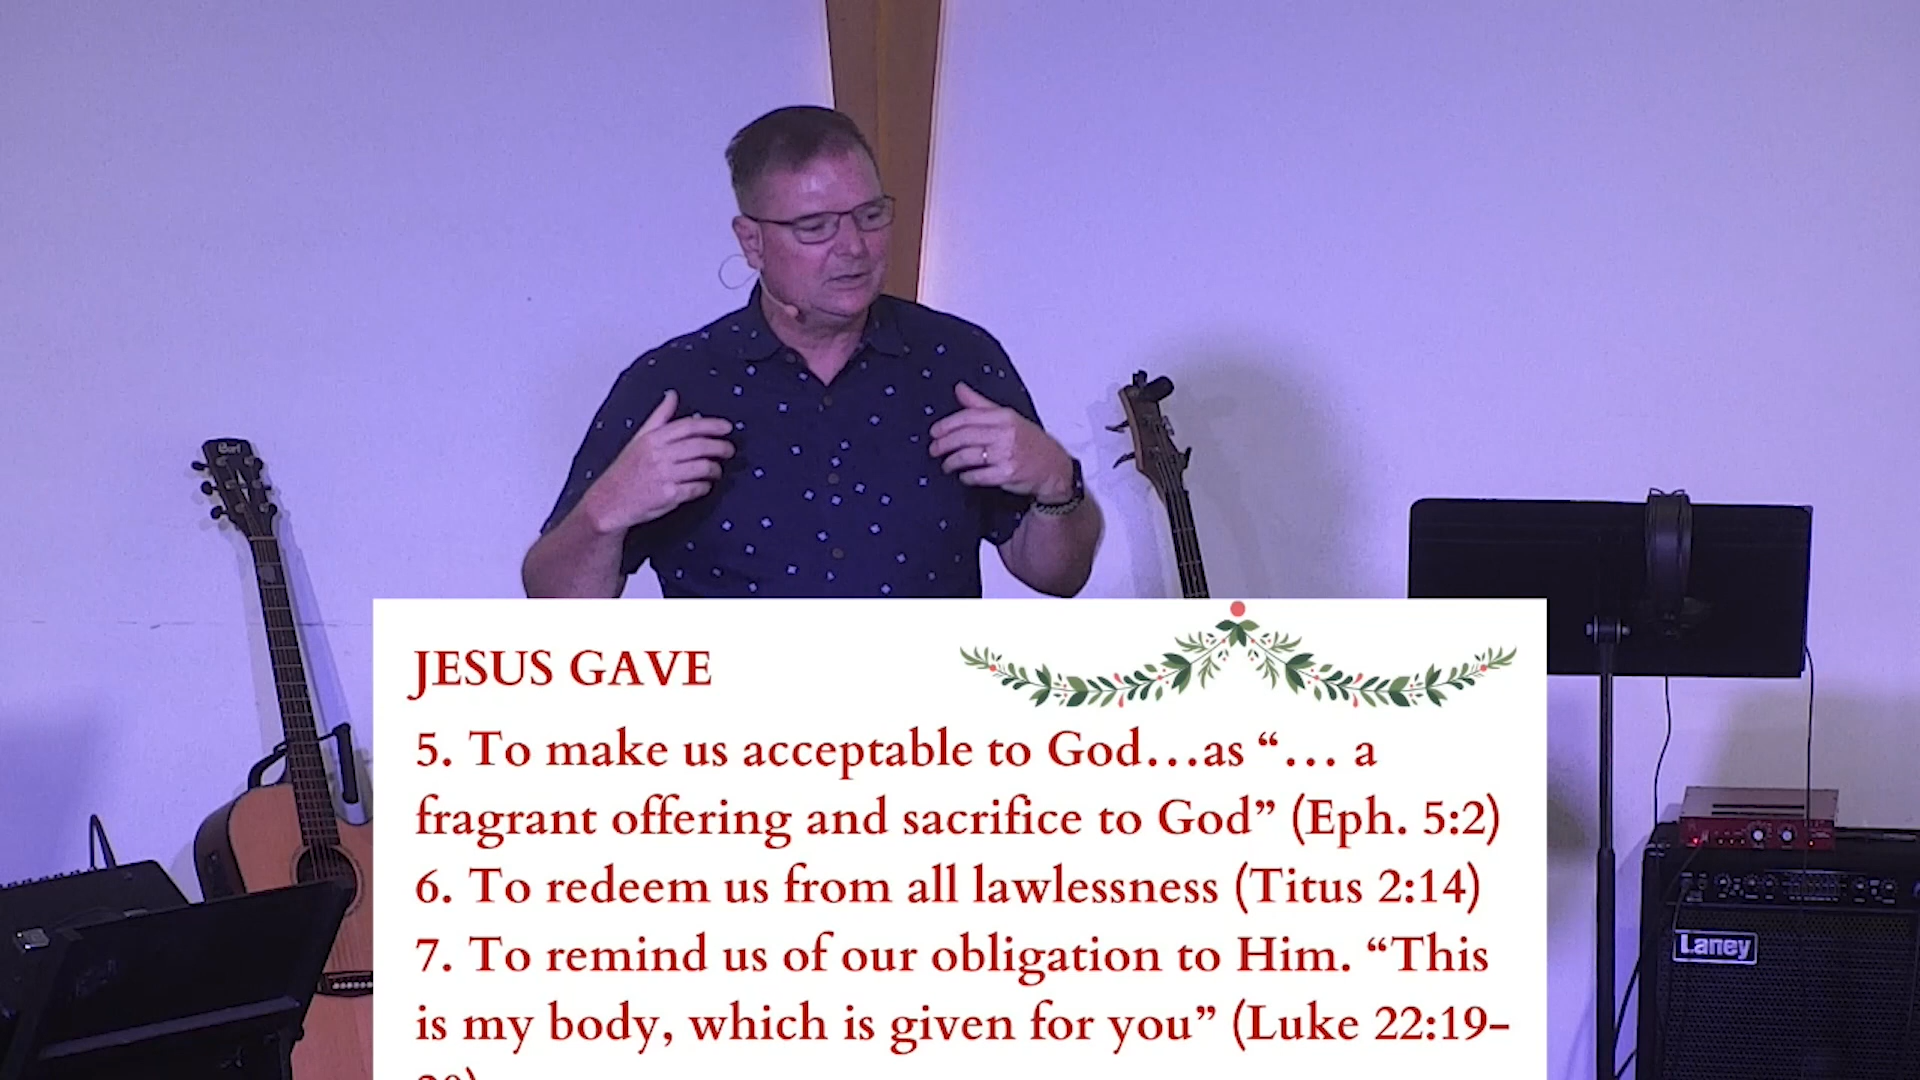 Cort
JESUS GAVE
5. To make us acceptable to God…as “… a
fragrant offering and sacrifice to God” (Eph. 5:2)
6. To redeem us from all lawlessness (Titus 2:14)
7. To remind us of our obligation to Him. “This
is my body, which is given for you” (Luke 22:19-
Laney